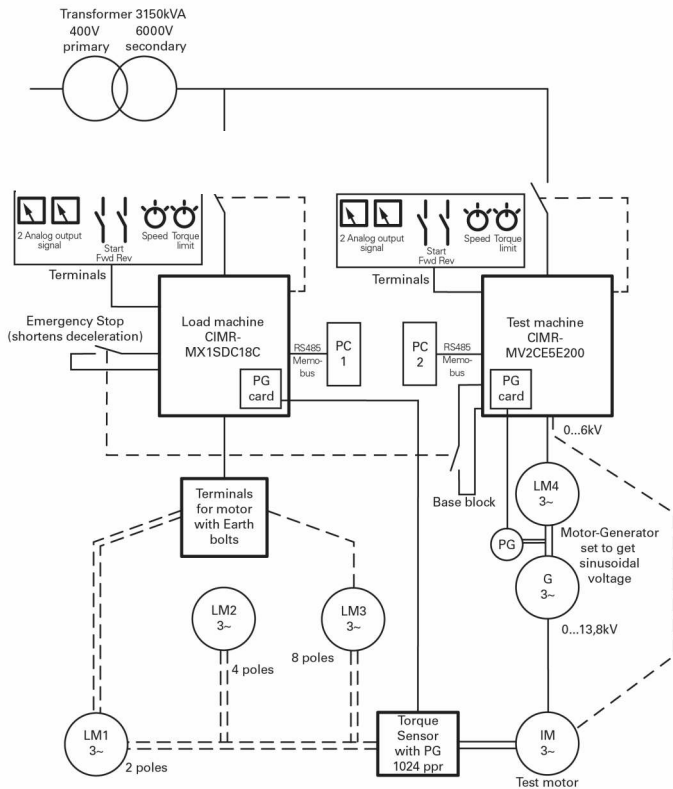 Transformer 3150kVA
400V 6000V
primary secondary
2 Analog output
signal
Start
Fwd Rev
Speed Torque
limit
Terminals
2 Analog output
signal
Start
Fwd Rev
Speed Torque
limit
Terminals
Emergency Stop
(shortens deceleration)
Load machine
CIMR-
MX1SDC18C
PG
card
RS485
Memo-
bus
PC
1
PC
2
RS485
Memo-
bus
Test machine
CIMR-
MV2CE5E200
PG
card
0...6kV
Base block
Terminals
for motor
with Earth
bolts
LM4
3~
PG
Motor-Generator
set to get
sinusoidal
voltage
G
3~
0...13,8kV
LM2
3~
LM3
3~
4 poles
8 poles
LM1
3~
2 poles
Torque
Sensor
with PG
1024 ppr
IM
3~
Test motor